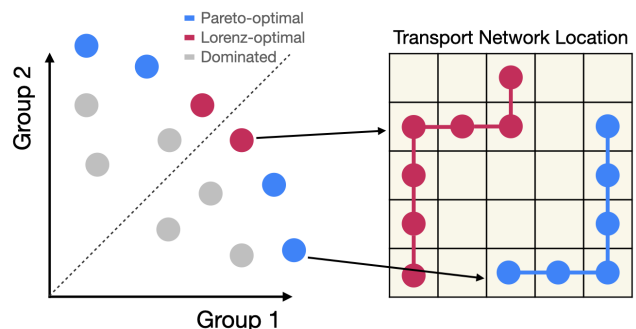 Pareto-optimal
Lorenz-optimal
Dominated
Group 2
Group 1
Transport Network Location